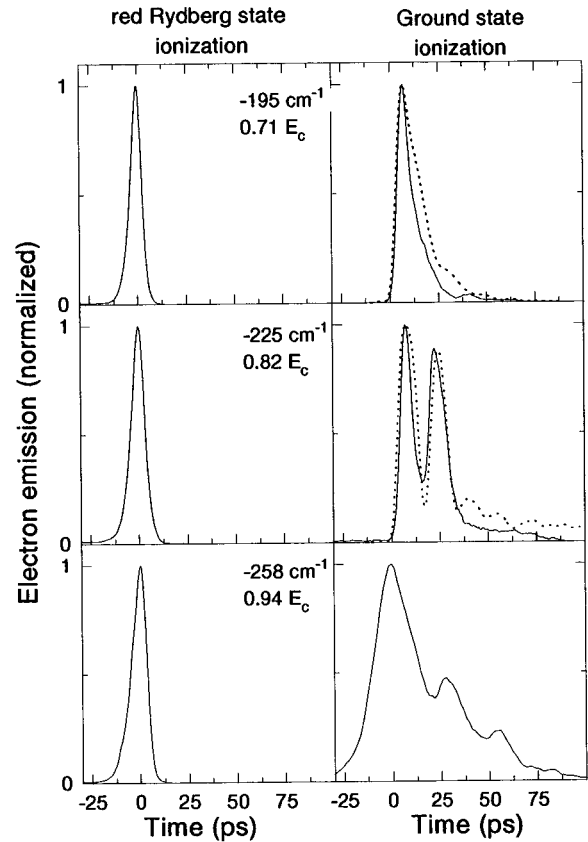 red Rydberg state
ionization
Ground state
ionization
Electron emission (normalized)
1
0
-195 cm-1
0.71 Ec
1
0
-225 cm-1
0.82 Ec
1
0
-258 cm-1
0.94 Ec
-25 0 25 50 75
-25 0 25 50 75
Time (ps)
Time (ps)